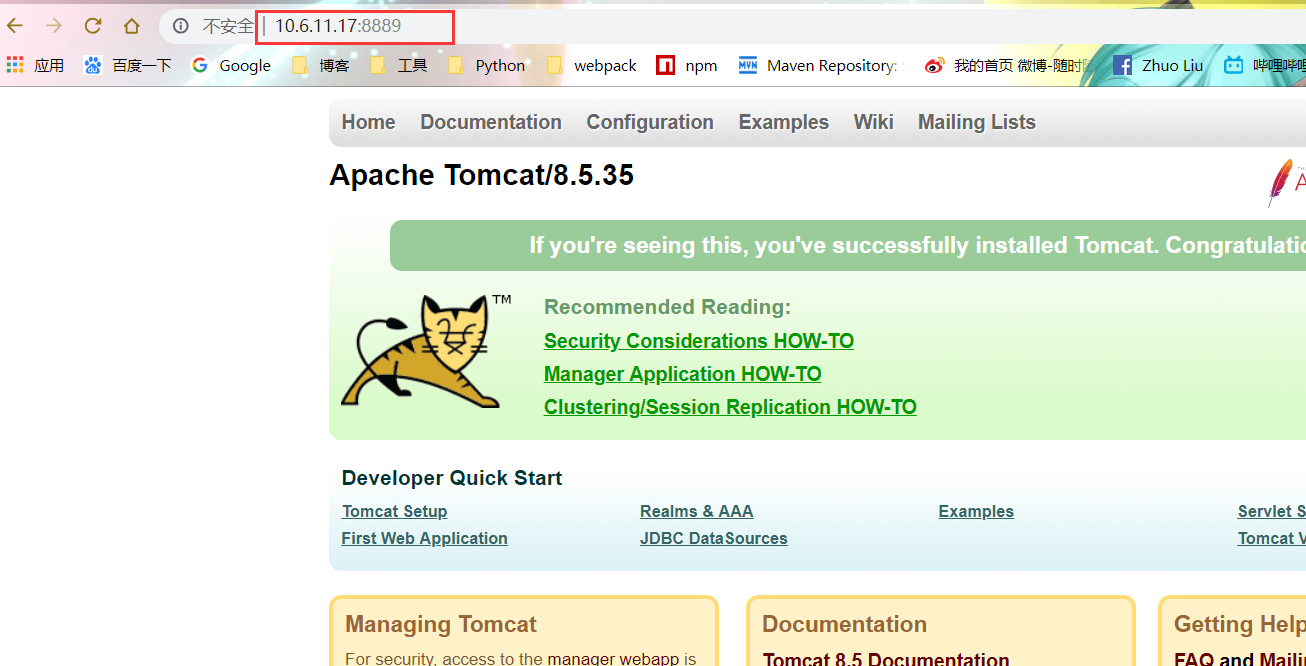 不安全 10.6.11.17:8889
应用 百度一下 Google 博客 工具 Python webpack npm MVN Maven Repository: 我的首页 微博-随时 Zhuo Liu 哔哩哔哩
Home Documentation Configuration Examples Wiki Mailing Lists
Apache Tomcat/8.5.35
If you're seeing this, you've successfully installed Tomcat. Congratulatio
TM
Recommended Reading:
Security Considerations HOW-TO
Manager Application HOW-TO
Clustering/Session Replication HOW-TO
Developer Quick Start
Tomcat Setup Realms & AAA Examples Servlet S
First Web Application JDBC DataSources Tomcat V
Managing Tomcat Documentation Getting Help
For security, access to the manager webapp is Tomcat 8.5 Documentation FAQ and Mailin